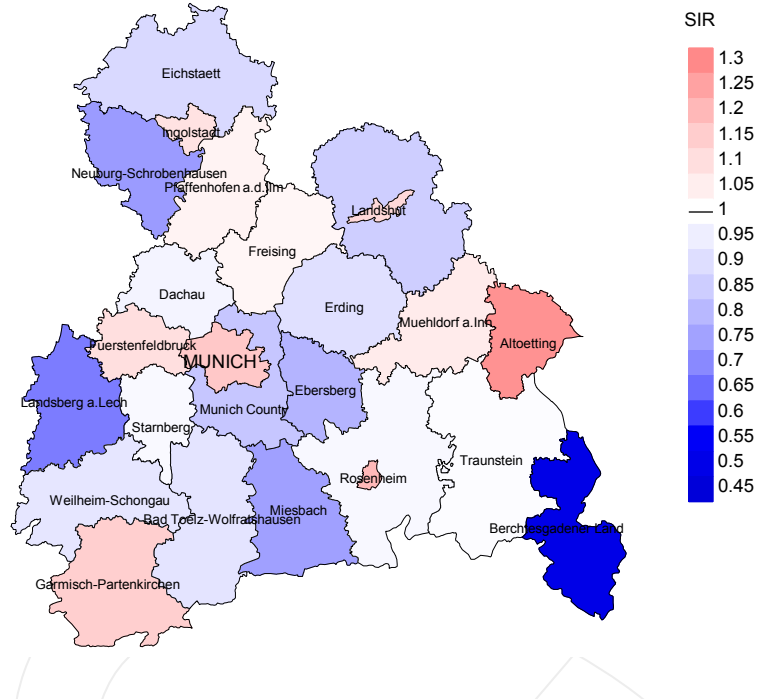 SIR
1.3
1.25
1.2
1.15
1.1
1.05
1
0.95
0.9
0.85
0.8
0.75
0.7
0.65
0.6
0.55
0.5
0.45
Eichstaett
Ingolstadt
Neuburg-Schrobenhausen
Pfaffenhofen a.d.Ilm
Landshut
Freising
Dachau
Erding
Muehldorf a.Inn
Altoetting
Fuerstenfeldbruck
MUNICH
Ebersberg
Landsberg a.Lech
Munich County
Starnberg
Traunstein
Rosenheim
Weilheim-Schongau
Miesbach
Bad Toelz-Wolfratshausen
Berchtesgadener Land
Garmisch-Partenkirchen